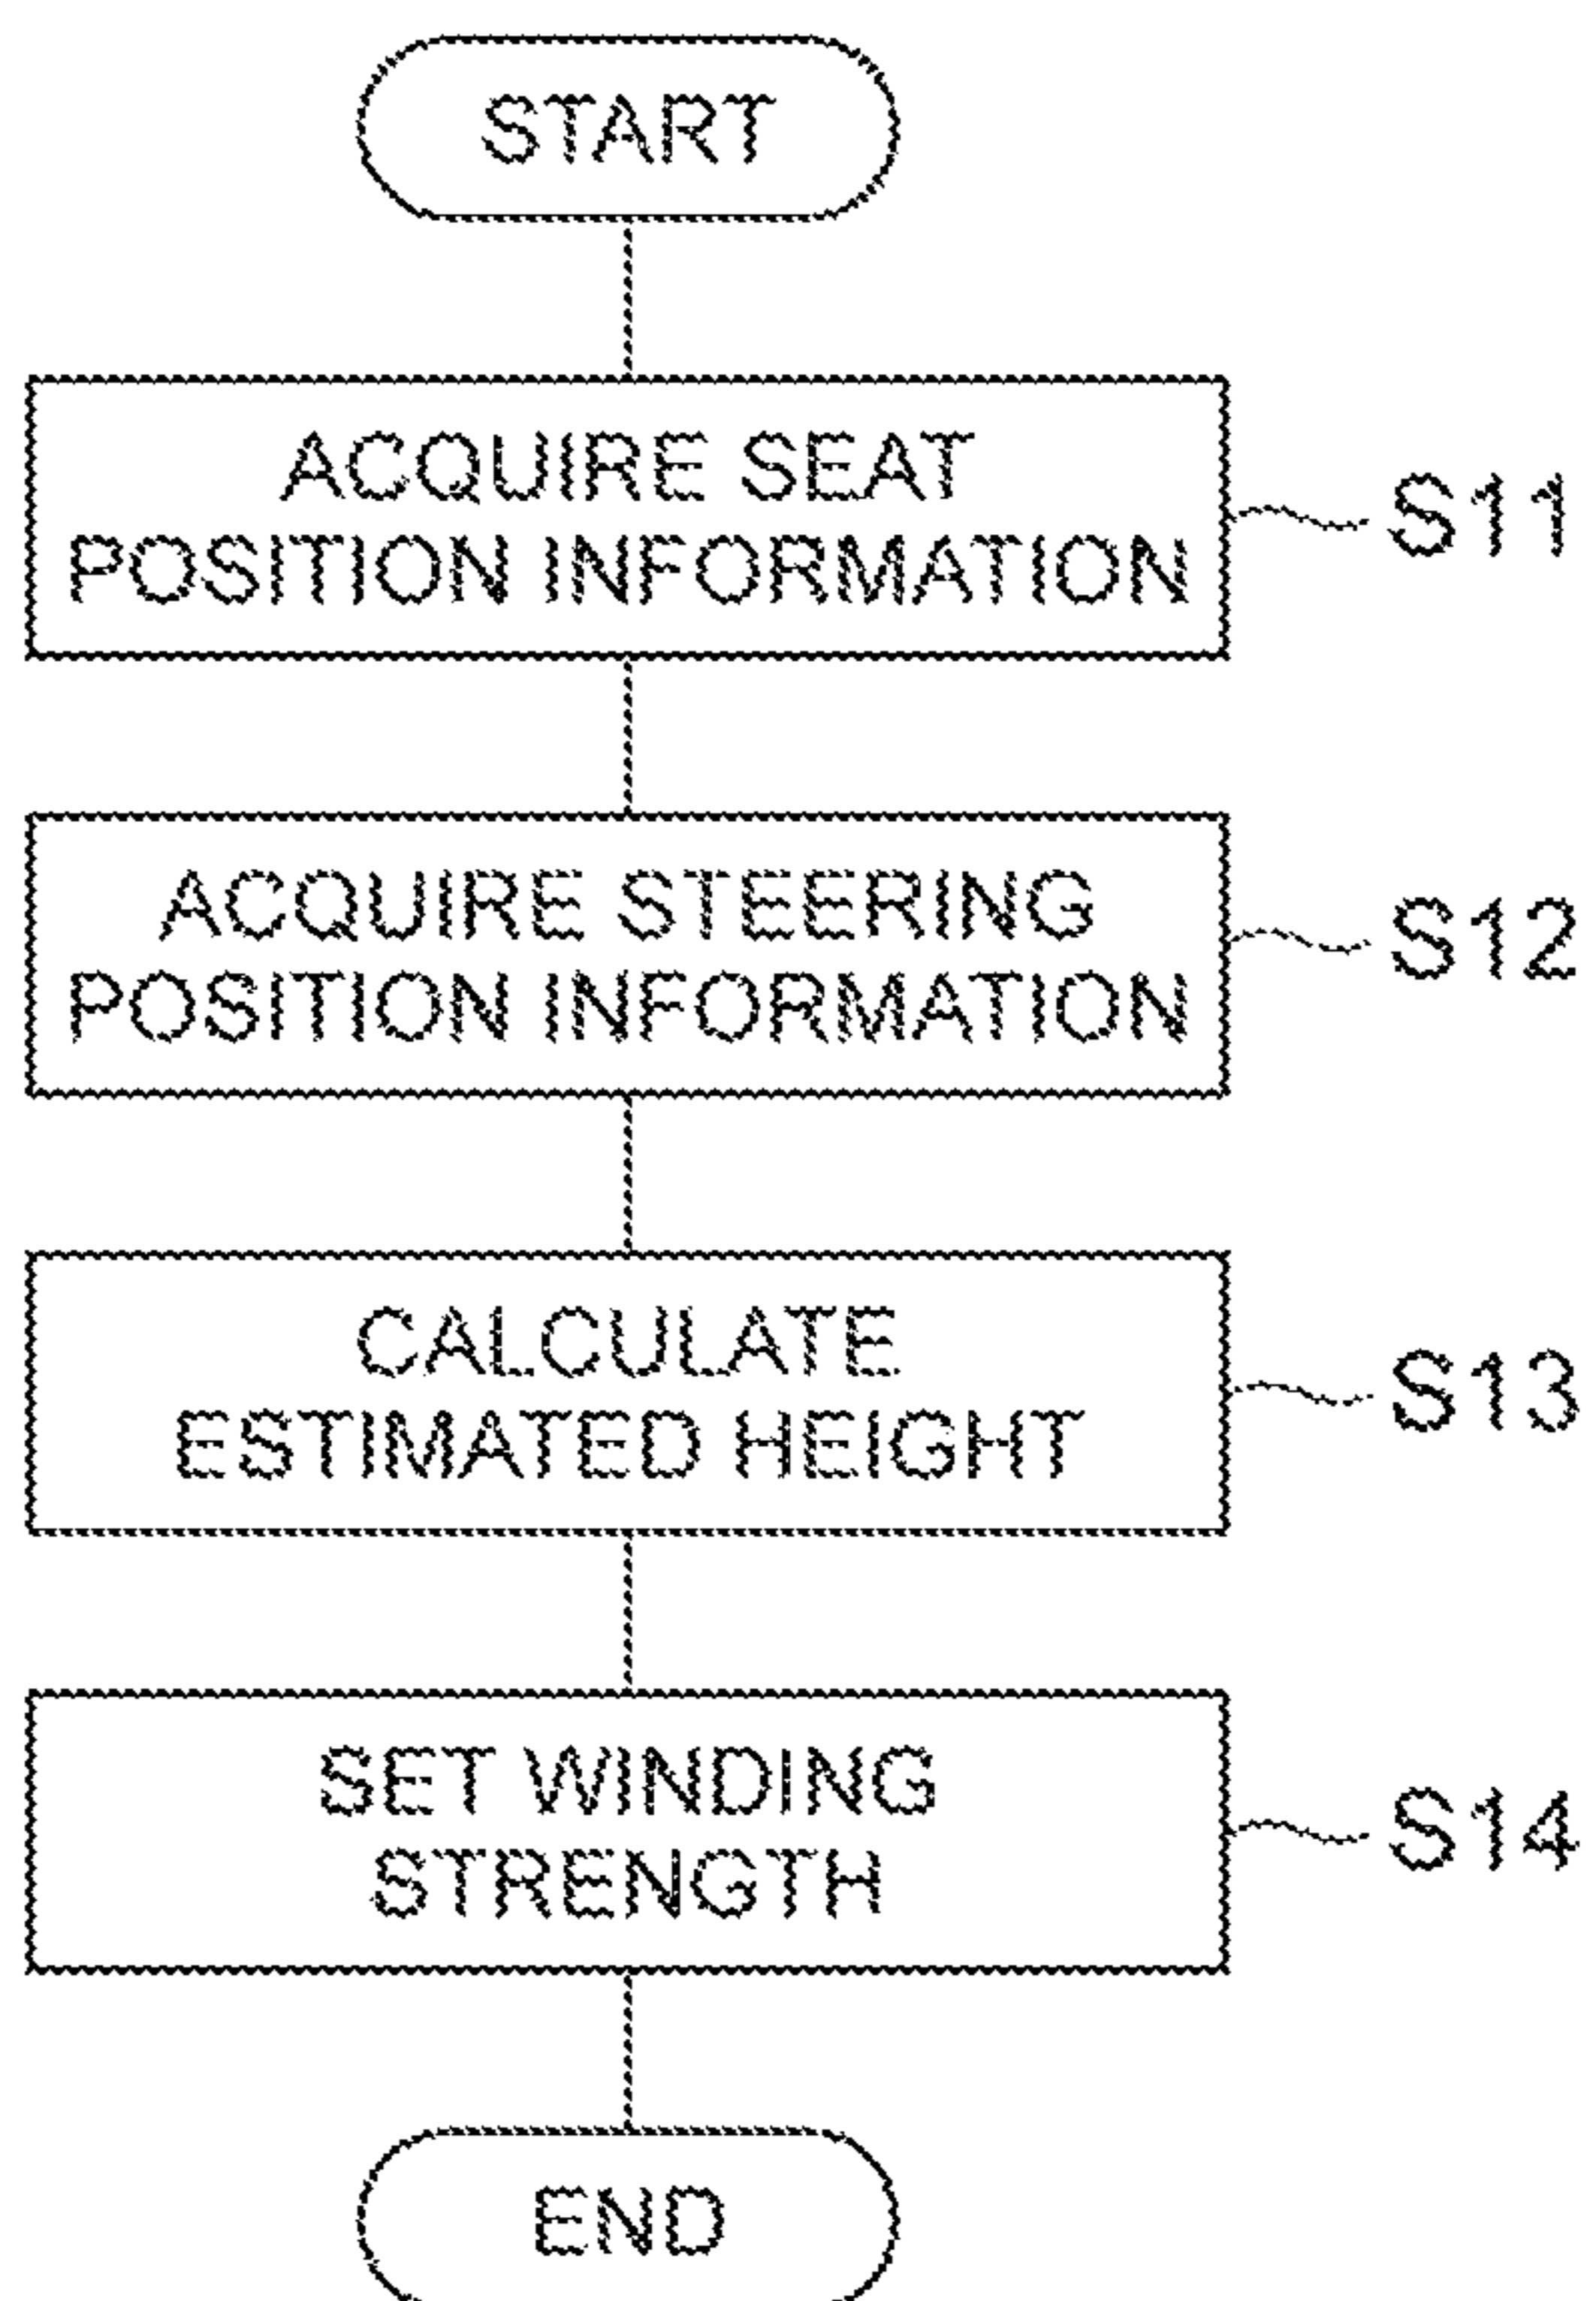 START
ACQUIRE SEAT
POSITION INFORMATION
S11
ACQUIRE STEERING
POSITION INFORMATION
S12
CALCULATE
ESTIMATED HEIGHT
S13
SET WINDING
STRENGTH
S14
END